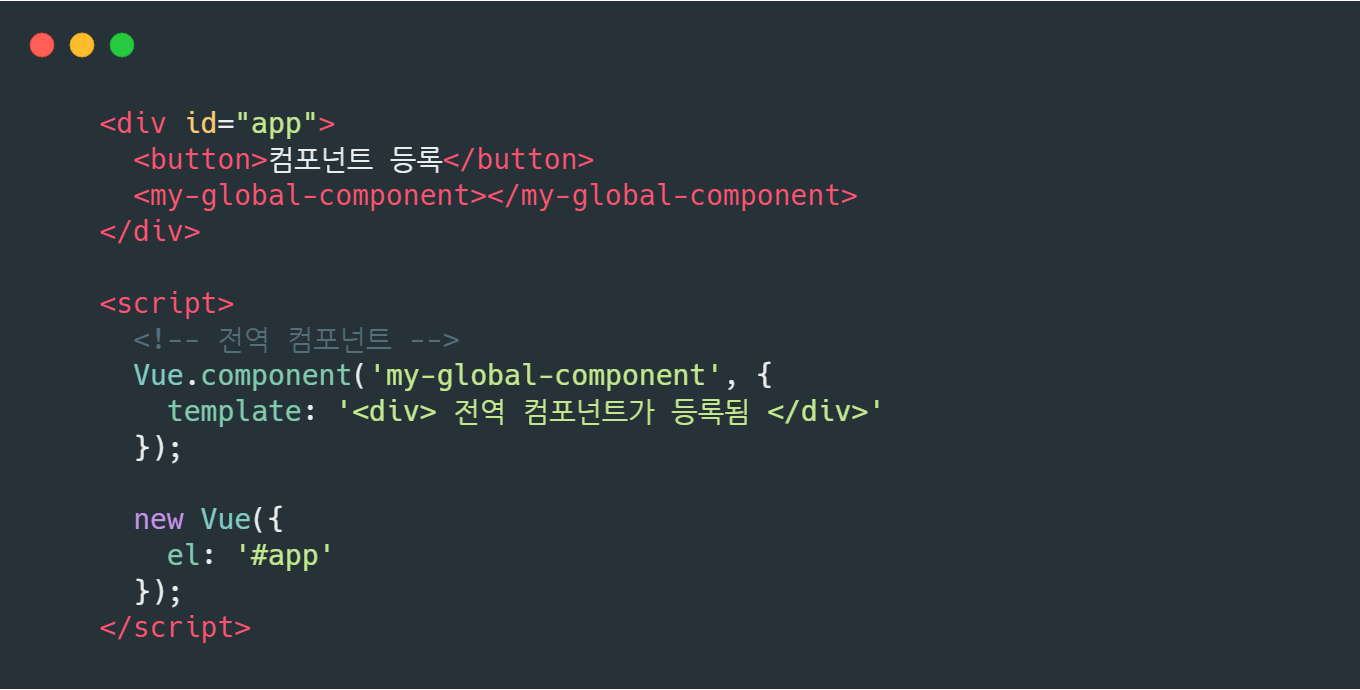 <div id="app">
  <button>컴포넌트 등록</button>
  <my-global-component></my-global-component>
</div>

<script>
  <!-- 전역 컴포넌트 -->
  Vue.component('my-global-component', {
    template: '<div> 전역 컴포넌트가 등록됨 </div>'
  });

  new Vue({
    el: '#app'
  });
</script>